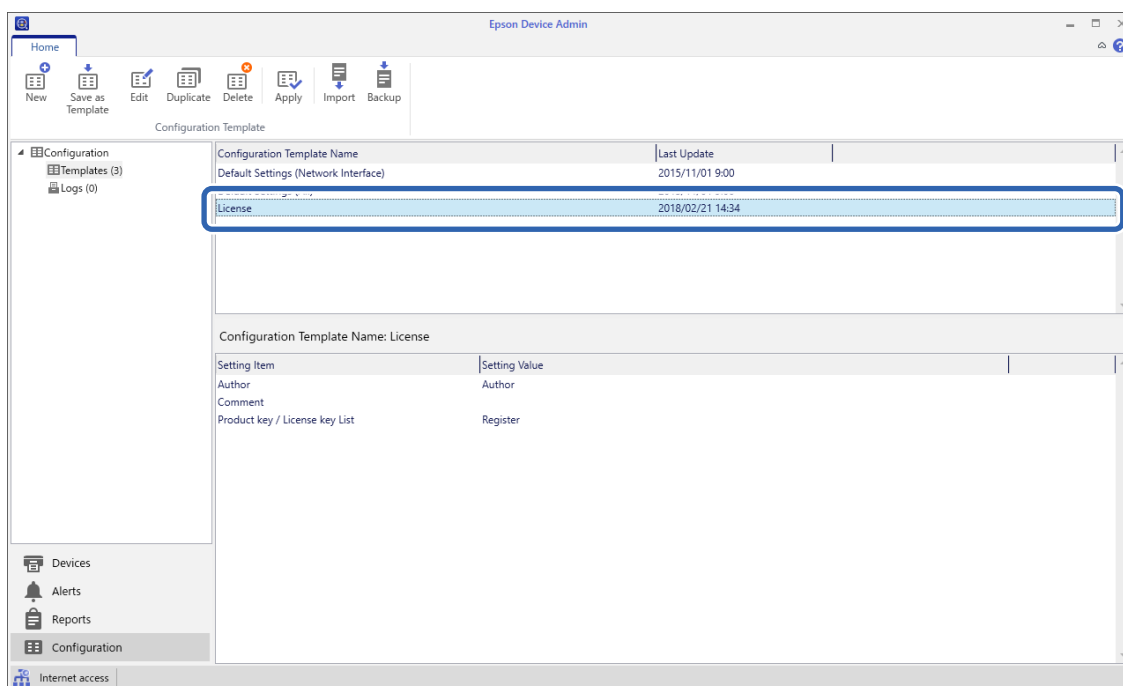 Epson Device Admin
Home
New Save as Template Edit Duplicate Delete Apply Import Backup
Configuration Template
Configuration
Templates (3)
Logs (0)
Configuration Template Name Last Update
Default Settings (Network Interface) 2015/11/01 9:00
License 2018/02/21 14:34
Configuration Template Name: License
Setting Item Setting Value
Author Author
Comment
Product key / License key List Register
Devices
Alerts
Reports
Configuration
Internet access